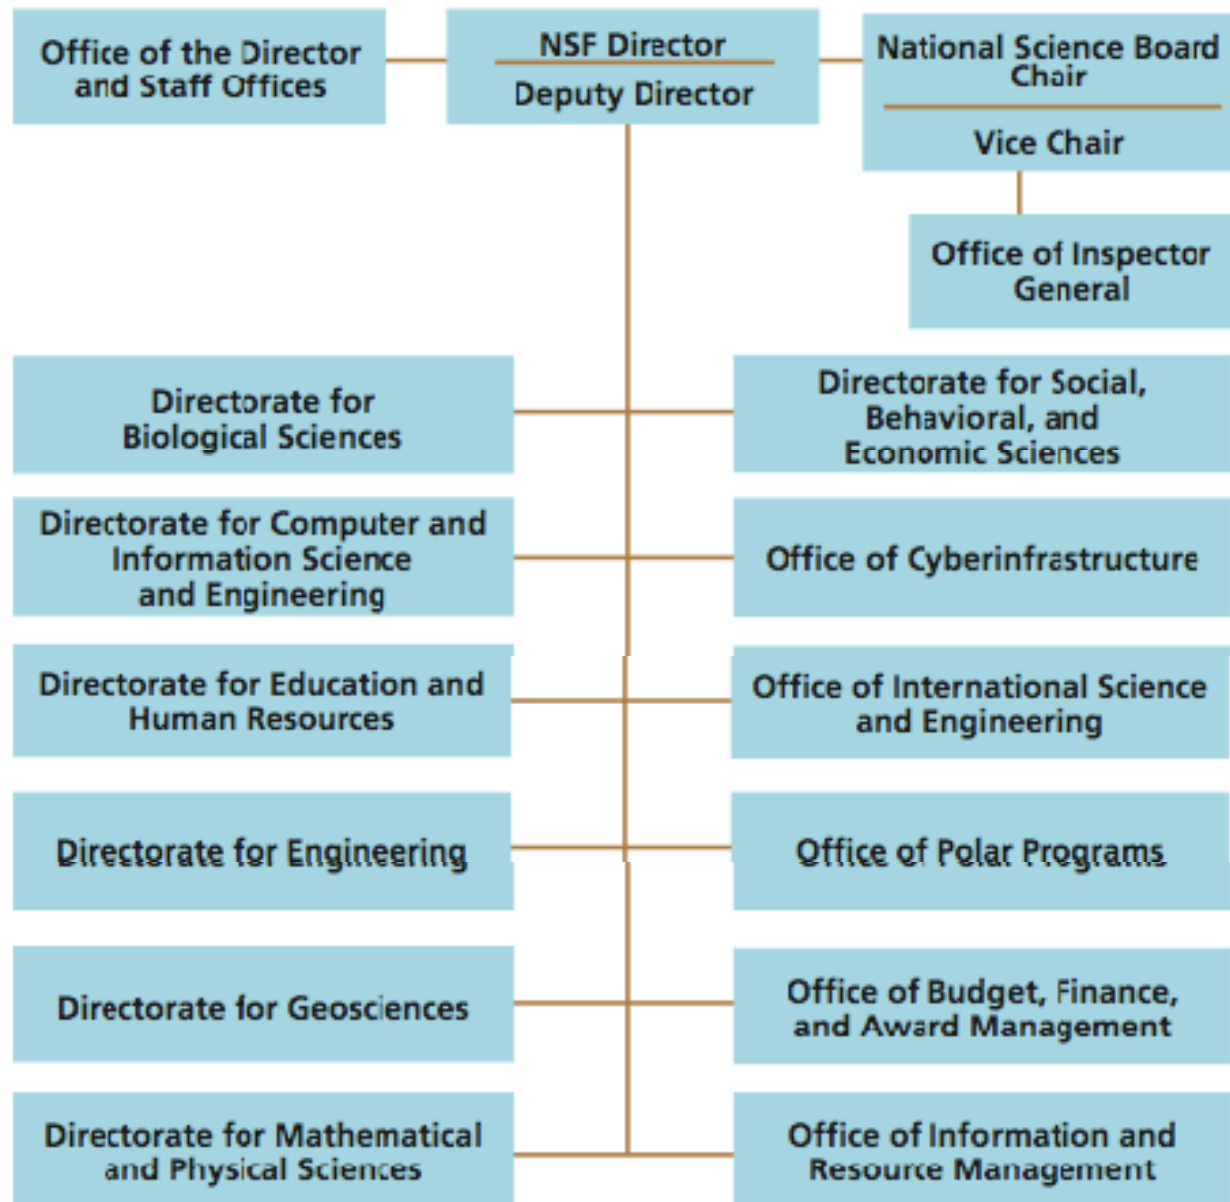 Office of the Director
and Staff Offices
NSF Director
Deputy Director
National Science Board
Chair
Vice Chair
Office of Inspector
General
Directorate for
Biological Sciences
Directorate for Social,
Behavioral, and
Economic Sciences
Directorate for Computer and
Information Science
and Engineering
Office of Cyberinfrastructure
Directorate for Education and
Human Resources
Office of International Science
and Engineering
Directorate for Engineering
Office of Polar Programs
Directorate for Geosciences
Office of Budget, Finance,
and Award Management
Directorate for Mathematical
and Physical Sciences
Office of Information and
Resource Management